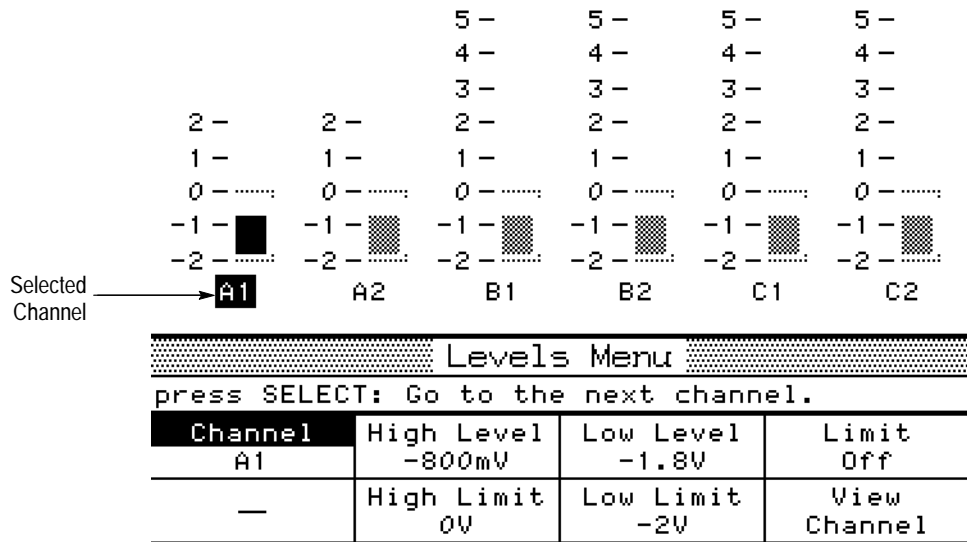 5 – 5 – 5 – 5 –
4 – 4 – 4 – 4 –
3 – 3 – 3 – 3 –
2 – 2 – 2 – 2 – 2 – 2 –
1 – 1 – 1 – 1 – 1 – 1 –
0 – 0 – 0 – 0 – 0 – 0 –
-1 – -1 – -1 – -1 – -1 – -1 –
-2 – -2 – -2 – -2 – -2 – -2 –
Selected
Channel
A1 A2 B1 B2 C1 C2
Levels Menu
press SELECT: Go to the next channel.
Channel High Level Low Level Limit
A1 -800mV -1.8V Off
— High Limit Low Limit View
0V -2V Channel